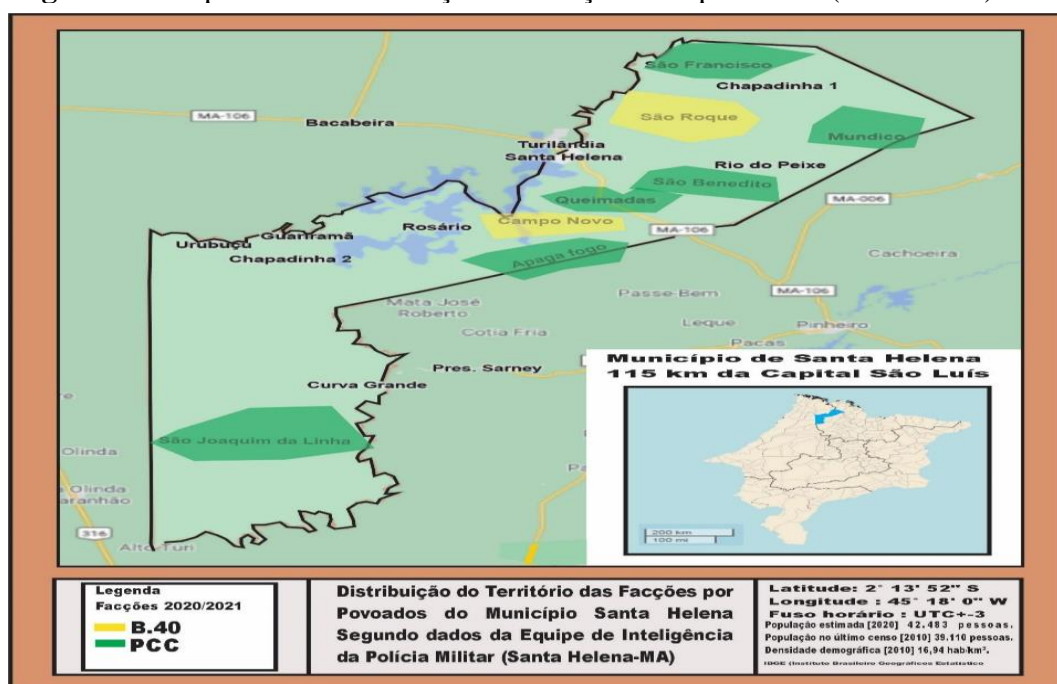 São Francisco
Chapadinha 1
MA-106
Bacabeira
São Roque
Mundico
Turilândia
Santa Helena
Rio do Peixe
São Benedito
Queimadas
MA-006
Campo Novo
Rosário
MA-106
Guariramã
Urubuçu
Chapadinha 2
Apaga fogo
Cachoeira
MA-106
Mata José
Roberto
Passe-Bem
Cotia Fria
Leque
Pinheiro
Pacas
Pres. Sarney
Curva Grande
Município de Santa Helena
115 km da Capital São Luís
São Joaquim da Linha
Olinda
a Olinda
aranhão
316
Alto Turi
Pa
200 km
100 mi
Legenda
Facções 2020/2021
B.40
PCC
Distribuição do Território das Facções por
Povoados do Município Santa Helena
Segundo dados da Equipe de Inteligência
da Polícia Militar (Santa Helena-MA)
Latitude: 2° 13' 52" S
Longitude : 45° 18' 0" W
Fuso horário : UTC+-3
População estimada [2020] 42.483 pessoas.
População no último censo [2010] 39.110 pessoas.
Densidade demográfica [2010] 16,94 hab/km².
IBGE (Instituto Brasileiro Geográficos Estatistico